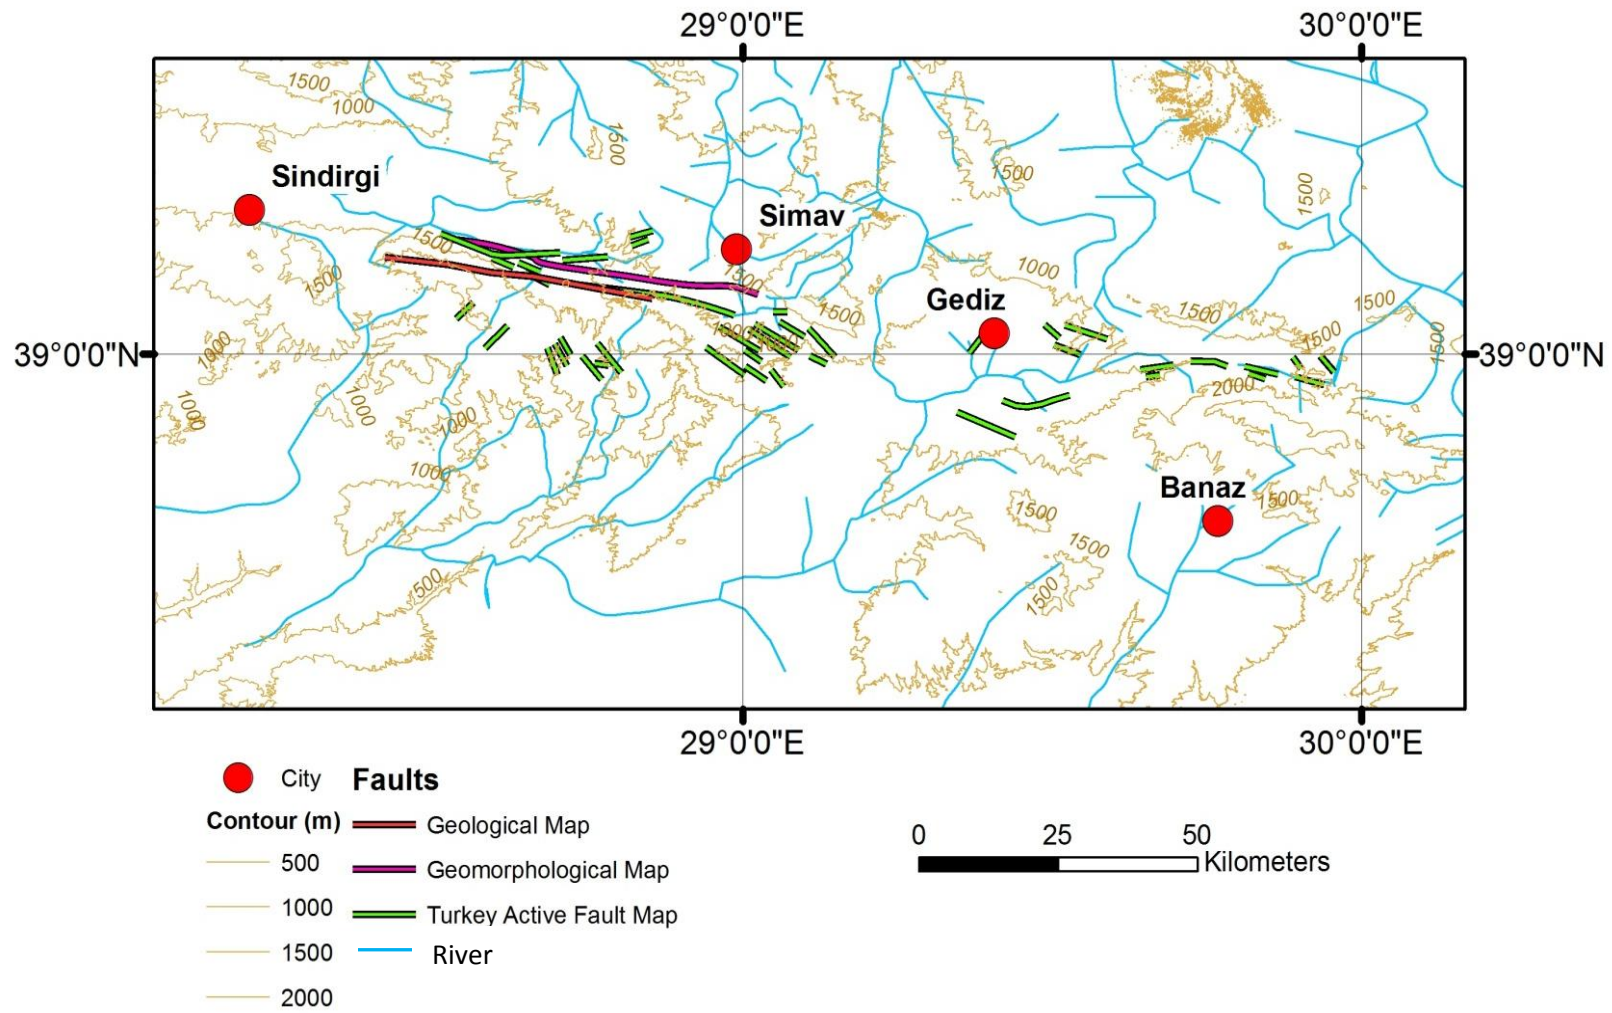 29°0'0"E
30°0'0"E
1500
1000
1500
1500
1500
Sindirgi
Simav
1500
1500
1000
1500
Gediz
1500
1500
1500
1500
1500
39°0'0"N
39°0'0"N
1000
1000
2000
1000
1000
1000
1000
Banaz
1500
1500
1500
500
1500
29°0'0"E
30°0'0"E
City
Faults
Contour (m)
Geological Map
500
Geomorphological Map
1000
Turkey Active Fault Map
1500
River
2000
0
25
50
Kilometers